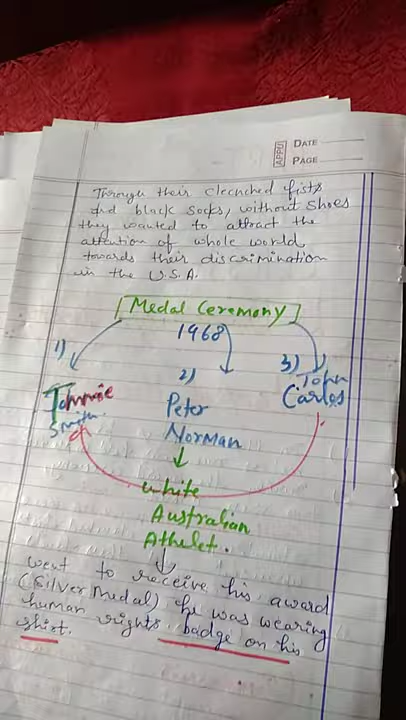 APPU
DATE
PAGE
Through their cleanched fists
and black socks, without shoes
they wanted to attract the
attention of whole world
towards their discrimination
in the U.S.A.
Medal Ceremony
1968
1)
2)
3)
Tommie
Smith
Peter
Norman
John
Carlos
white
Australian
Athelet.
went to receive his award
(Silver Medal) he was wearing
human rights badge on his
shirt.